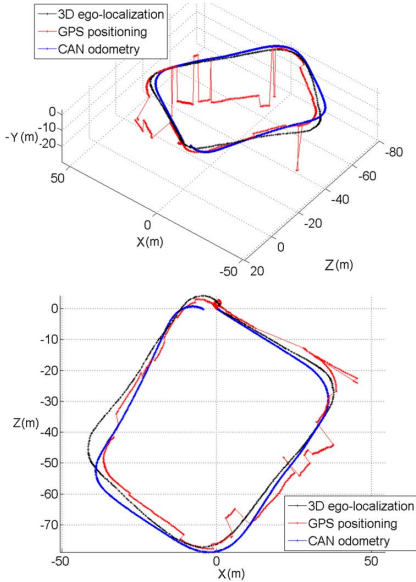 3D ego-localization
GPS positioning
CAN odometry
0
-10
-20
-Y(m)
50
0
-50
X(m)
20
0
-20
-40
-60
-80
Z(m)
0
-10
-20
-30
-40
-50
-60
-70
Z(m)
3D ego-localization
GPS positioning
CAN odometry
-50
0
50
X(m)